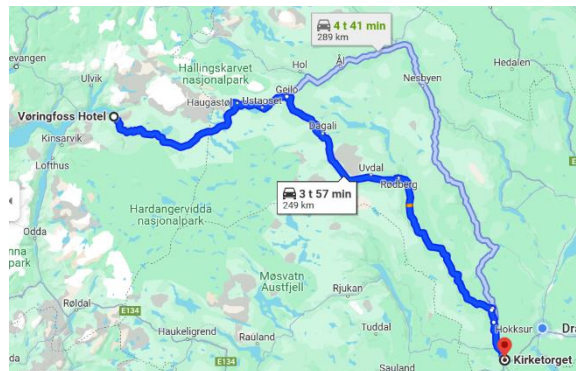 4 t 41 min
289 km
Hol
Ål
Nesbyen
Hedalen
evangen
Ulvik
Hallingskarvet
nasjonalpark
Haugastøl
Ustaoset
Geilo
Vøringfoss Hotel
Kinsarvik
Lofthus
Dagali
Uvdal
Rødberg
3 t 57 min
249 km
Hardangervidda
nasjonalpark
Odda
nna
park
Møsvatn
Austfjell
Rjukan
Røldal
E134
Haukeligrend
Rauland
E134
Tuddal
Sauland
Hokksur
Dra
Kirketorget